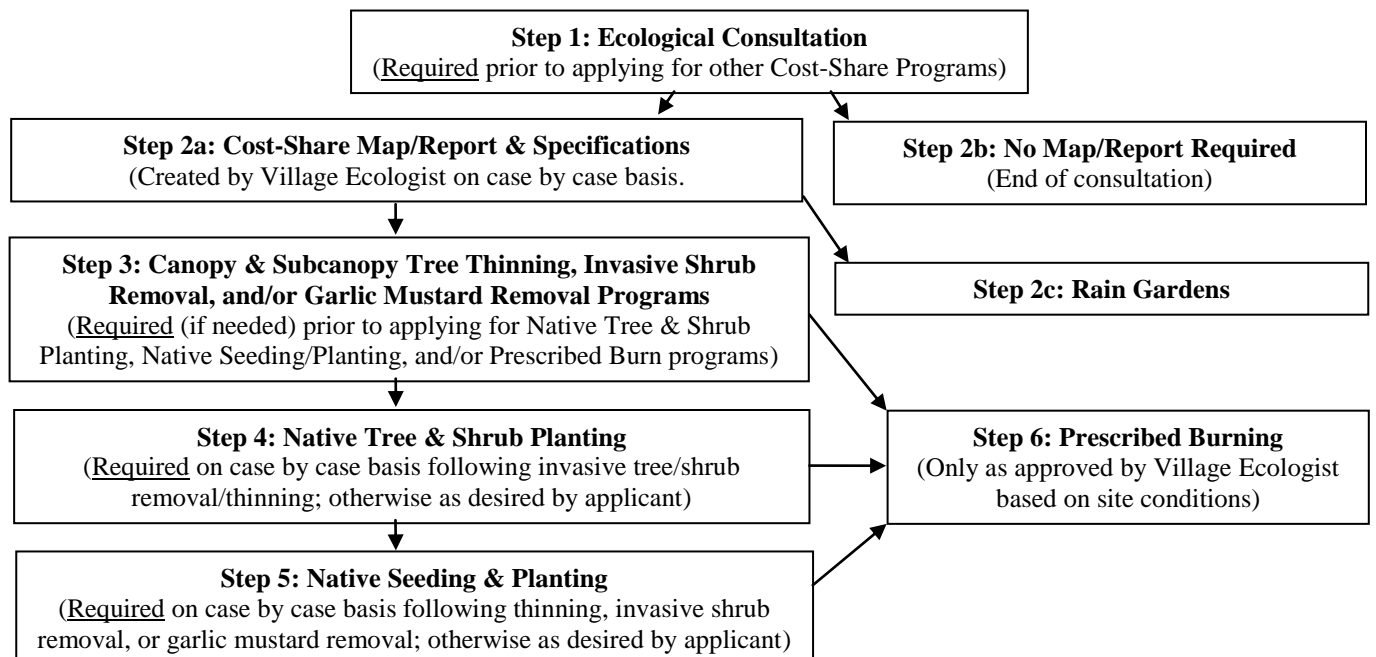 Step 1: Ecological Consultation
(Required prior to applying for other Cost-Share Programs)
Step 2a: Cost-Share Map/Report & Specifications
(Created by Village Ecologist on case by case basis.
Step 2b: No Map/Report Required
(End of consultation)
Step 3: Canopy & Subcanopy Tree Thinning, Invasive Shrub
Removal, and/or Garlic Mustard Removal Programs
(Required (if needed) prior to applying for Native Tree & Shrub
Planting, Native Seeding/Planting, and/or Prescribed Burn programs)
Step 2c: Rain Gardens
Step 4: Native Tree & Shrub Planting
(Required on case by case basis following invasive tree/shrub
removal/thinning; otherwise as desired by applicant)
Step 6: Prescribed Burning
(Only as approved by Village Ecologist
based on site conditions)
Step 5: Native Seeding & Planting
(Required on case by case basis following thinning, invasive shrub
removal, or garlic mustard removal; otherwise as desired by applicant)